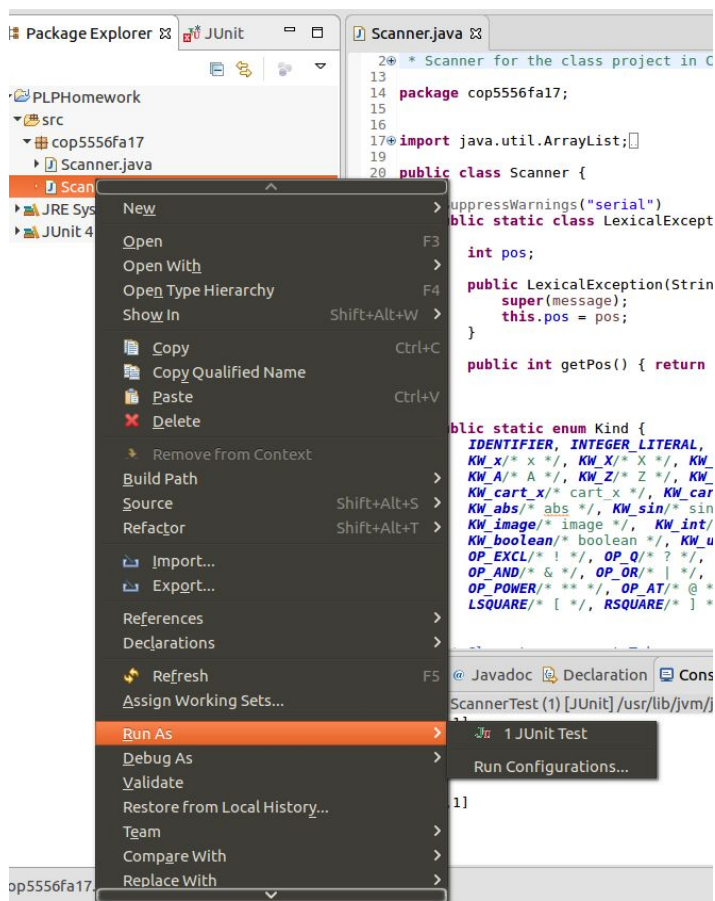 Package Explorer
JUnit
PLPHomework
src
cop5556fa17
Scanner.java
Scan
JRE Sys
JUnit 4
New
Open F3
Open With
Open Type Hierarchy F4
Show In Shift+Alt+W
Copy Ctrl+C
Copy Qualified Name
Paste Ctrl+V
Delete
Remove from Context
Build Path
Source Shift+Alt+S
Refactor Shift+Alt+T
Import...
Export...
References
Declarations
Refresh F5
Assign Working Sets...
Run As
Debug As
Validate
Restore from Local History...
Team
Compare With
Replace With
1 JUnit Test
Run Configurations...
Scanner.java
2 * Scanner for the class project in C
13
14 package cop5556fa17;
15
16
17 import java.util.ArrayList;
19
20 public class Scanner {
uppressWarnings("serial")
blic static class LexicalExcept
int pos;
public LexicalException(Strin
super(message);
this.pos = pos;
}
public int getPos() { return
blic static enum Kind {
IDENTIFIER, INTEGER_LITERAL,
KW_x/* x */, KW_X/* X */, KW_
KW_A/* A */, KW_Z/* Z */, KW_
KW_cart_x/* cart_x */, KW_car
KW_abs/* abs */, KW_sin/* sin
KW_image/* image */, KW_int/
KW_boolean/* boolean */, KW_u
OP_EXCL/* ! */, OP_Q/* ? */,
OP_AND/* & */, OP_OR/* | */,
OP_POWER/* ** */, OP_AT/* @ *
LSQUARE/* [ */, RSQUARE/* ] *
@ Javadoc Declaration Cons
ScannerTest (1) [JUnit] /usr/lib/jvm/j
,1]
op5556fa17.